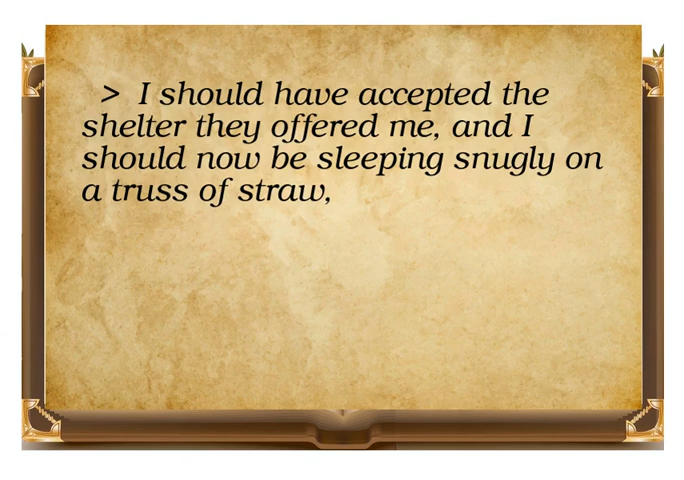 > I should have accepted the
shelter they offered me, and I
should now be sleeping snugly on
a truss of straw,